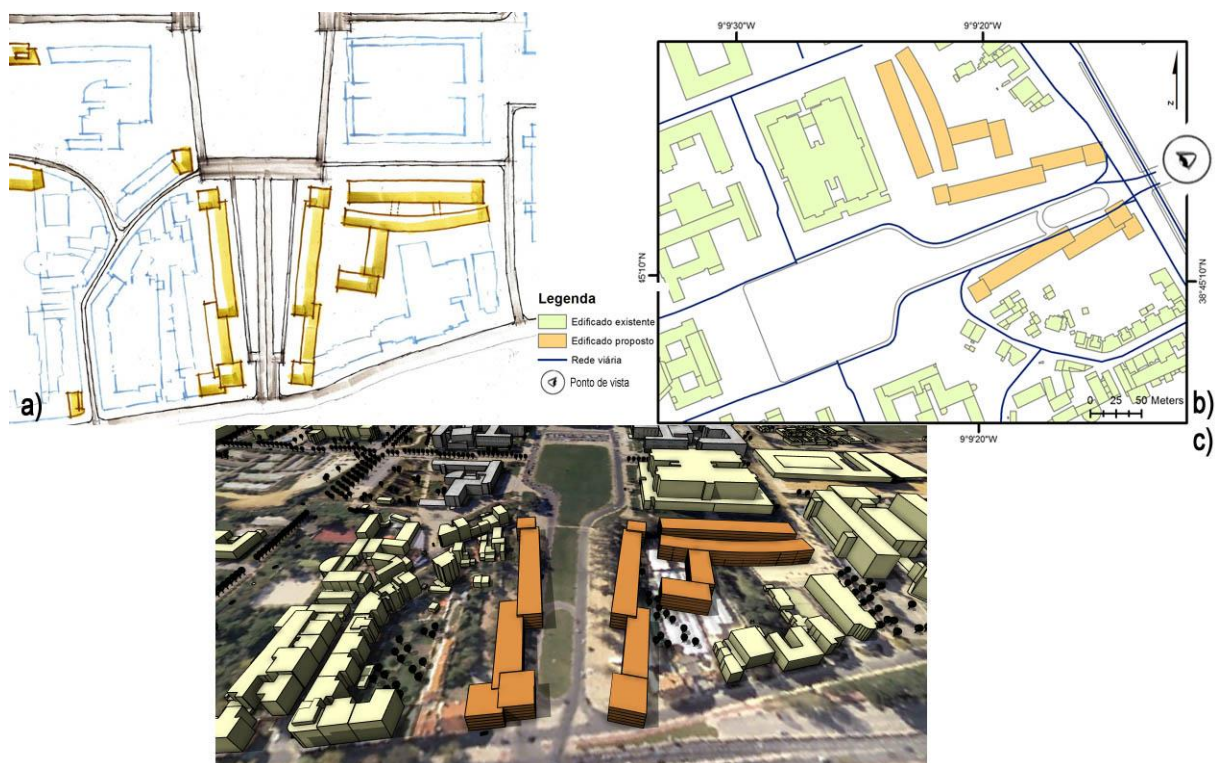 a)
Legenda
Edificado existente
Edificado proposto
Rede viária
Ponto de vista
9°9'30"W
9°9'20"W
z
45'10"N
38°45'10"N
0 25 50 Meters
9°9'20"W
b)
c)